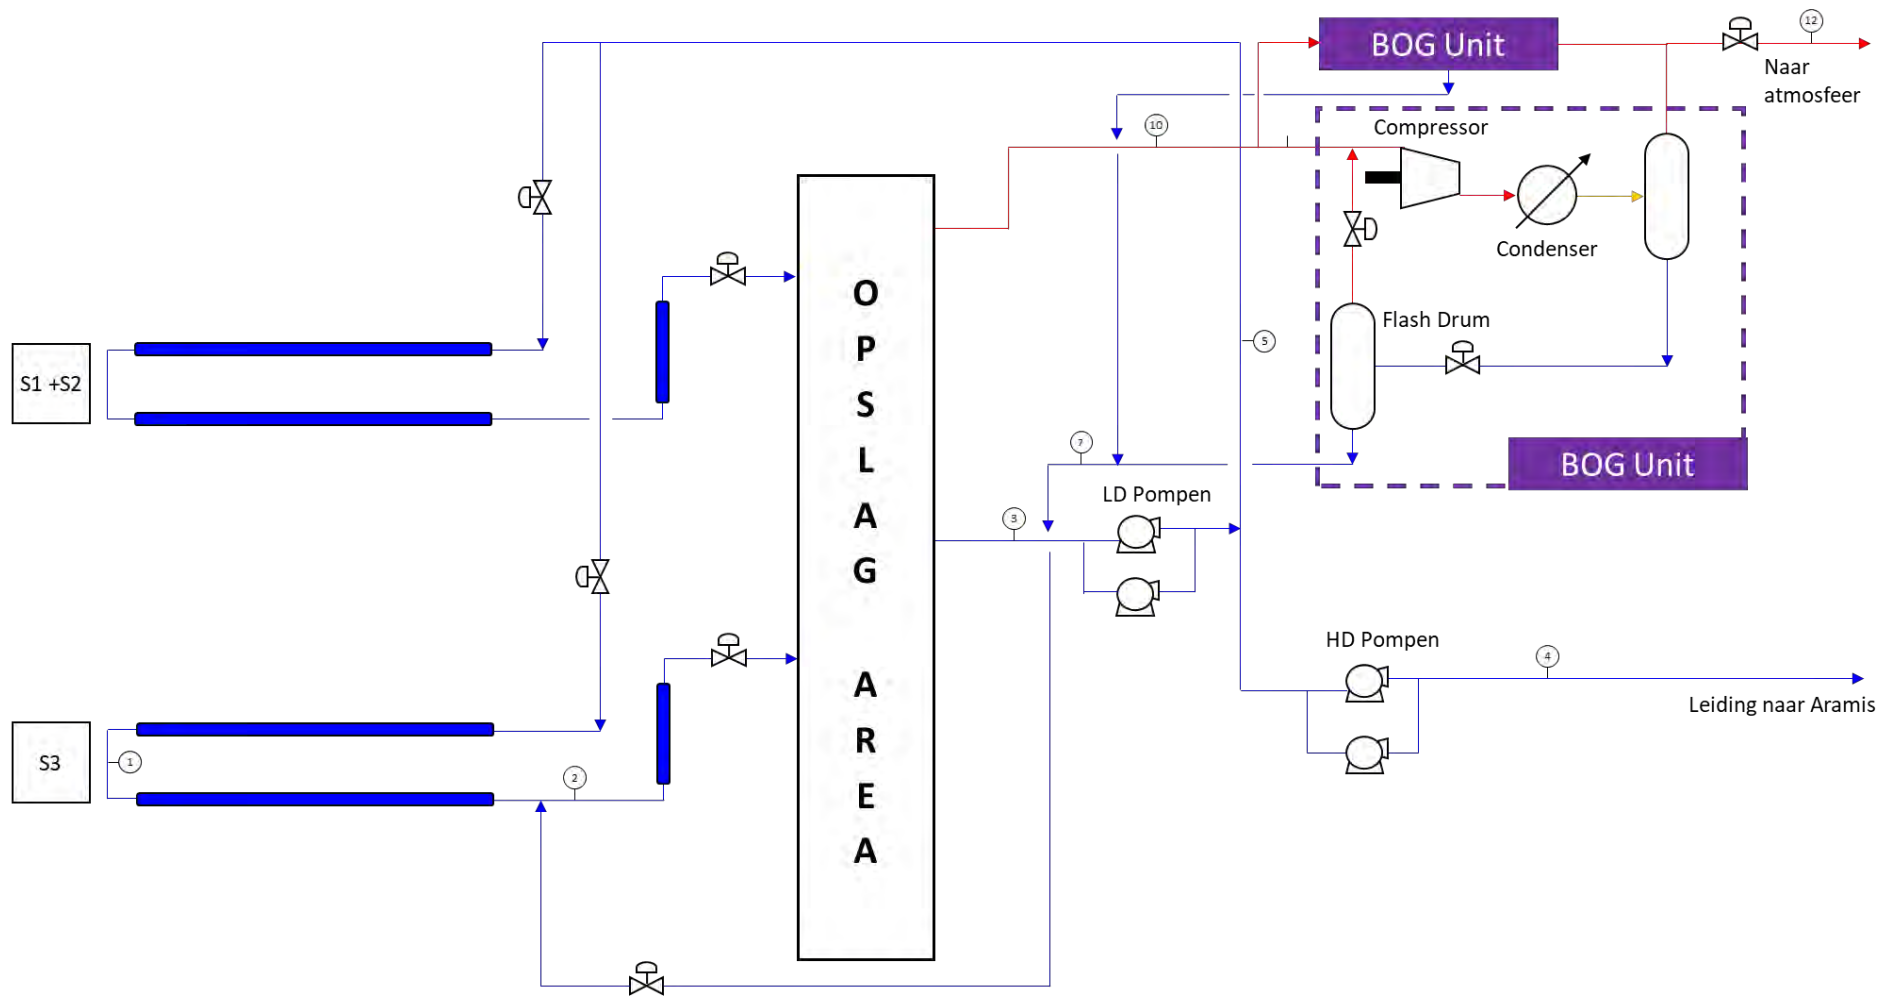 BOG Unit
12
Naar
atmosfeer
10
Compressor
Condenser
Flash Drum
5
S1 +S2
O
P
S
L
A
G
A
R
E
A
7
BOG Unit
LD Pompen
3
HD Pompen
4
Leiding naar Aramis
S3
1
2